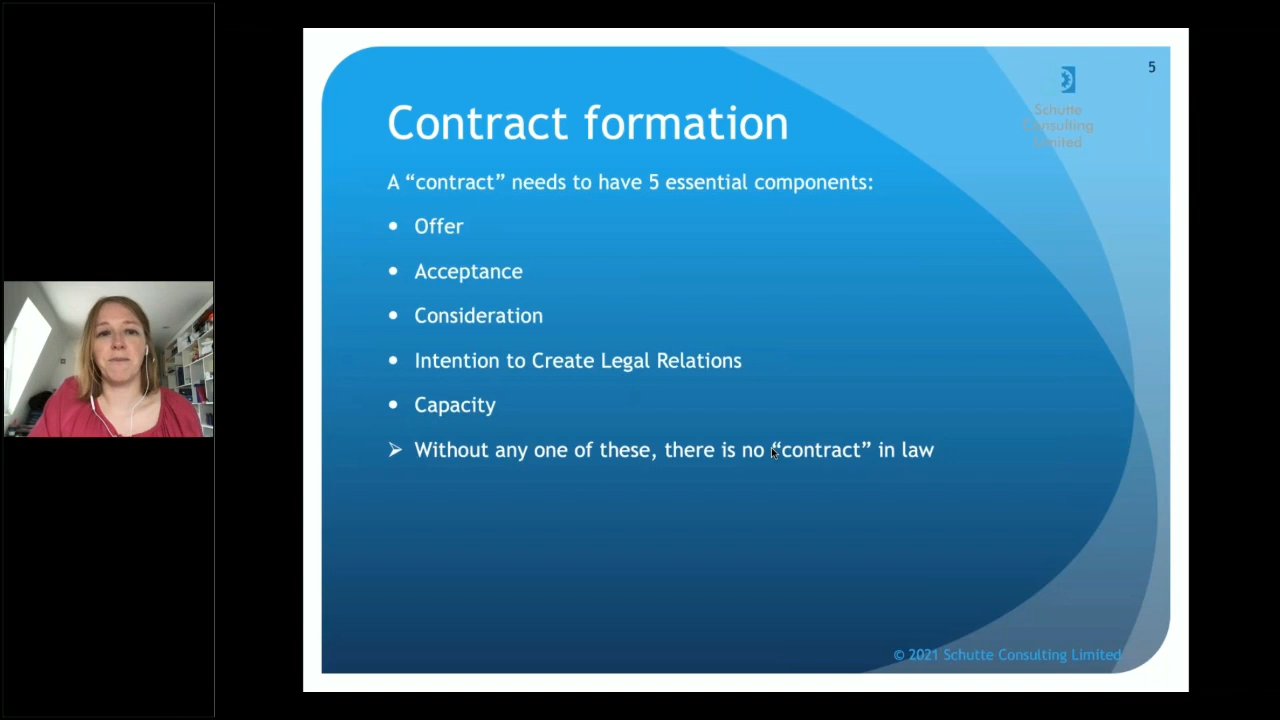 5
Schutte
Consulting
Limited
Contract formation
A “contract” needs to have 5 essential components:
• Offer
• Acceptance
• Consideration
• Intention to Create Legal Relations
• Capacity
➢ Without any one of these, there is no “contract” in law
© 2021 Schutte Consulting Limited